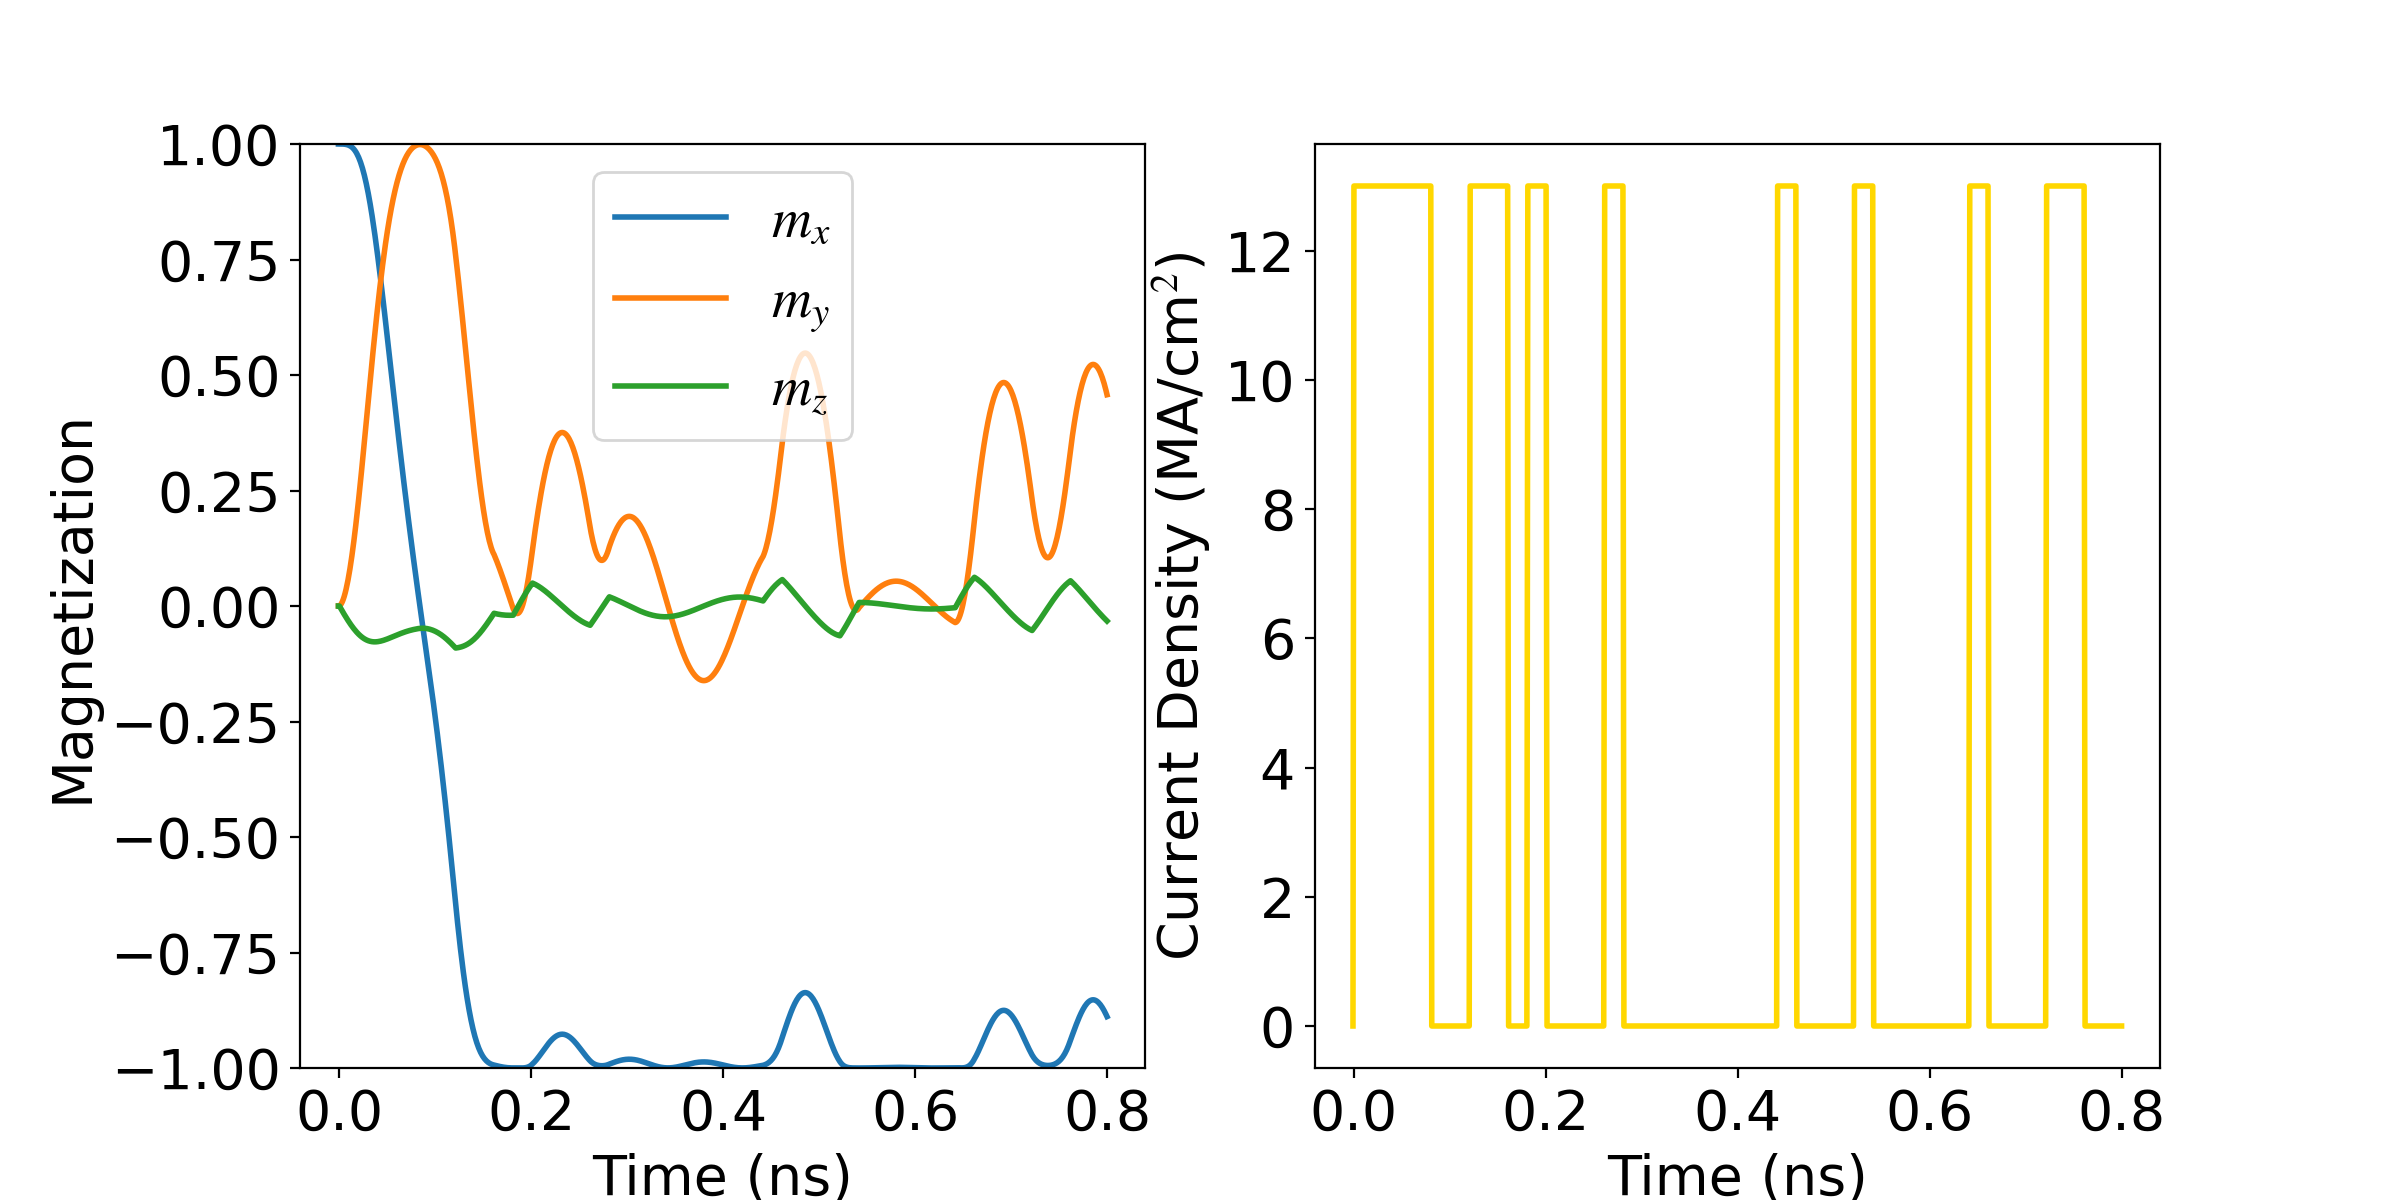 Magnetization
1.00
0.75
0.50
0.25
0.00
−0.25
−0.50
−0.75
−1.00
0.0 0.2 0.4 0.6 0.8
Time (ns)
m_x
m_y
m_z
Current Density (MA/cm²)
12
10
8
6
4
2
0
0.0 0.2 0.4 0.6 0.8
Time (ns)